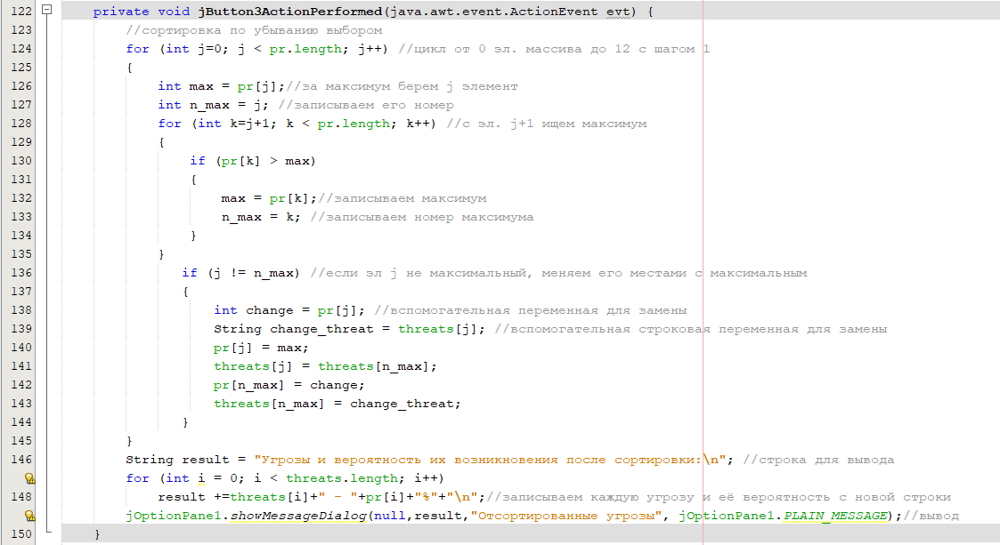 122 private void jButton3ActionPerformed(java.awt.event.ActionEvent evt) {
123 //сортировка по убыванию выбором
124 for (int j=0; j < pr.length; j++) //цикл от 0 эл. массива до 12 с шагом 1
125 {
126 int max = pr[j];//за максимум берем j элемент
127 int n_max = j; //записываем его номер
128 for (int k=j+1; k < pr.length; k++) //с эл. j+1 ищем максимум
129 {
130 if (pr[k] > max)
131 {
132 max = pr[k];//записываем максимум
133 n_max = k; //записываем номер максимума
134 }
135 }
136 if (j != n_max) //если эл j не максимальный, меняем его местами с максимальным
137 {
138 int change = pr[j]; //вспомогательная переменная для замены
139 String change_threat = threats[j]; //вспомогательная строковая переменная для замены
140 pr[j] = max;
141 threats[j] = threats[n_max];
142 pr[n_max] = change;
143 threats[n_max] = change_threat;
144 }
145 }
146 String result = "Угрозы и вероятность их возникновения после сортировки:\n"; //строка для вывода
for (int i = 0; i < threats.length; i++)
148 result +=threats[i]+" - "+pr[i]+"%"+"\n";//записываем каждую угрозу и её вероятность с новой строки
jOptionPane1.showMessageDialog(null,result,"Отсортированные угрозы", jOptionPane1.PLAIN_MESSAGE);//вывод
150 }